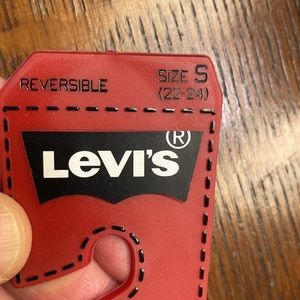 REVERSIBLE
SIZE S
(22-24)
LEVI'S®